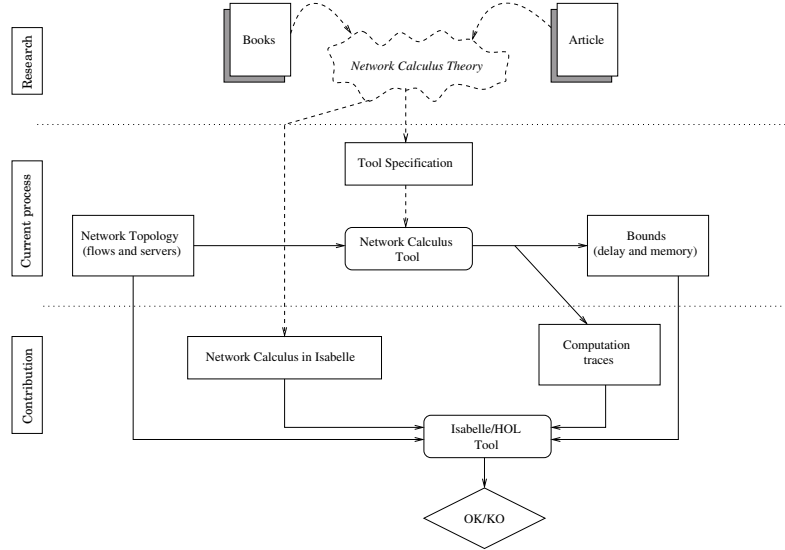 Research
Books
Network Calculus Theory
Article
Current process
Tool Specification
Network Topology
(flows and servers)
Network Calculus
Tool
Bounds
(delay and memory)
Contribution
Network Calculus in Isabelle
Computation
traces
Isabelle/HOL
Tool
OK/KO